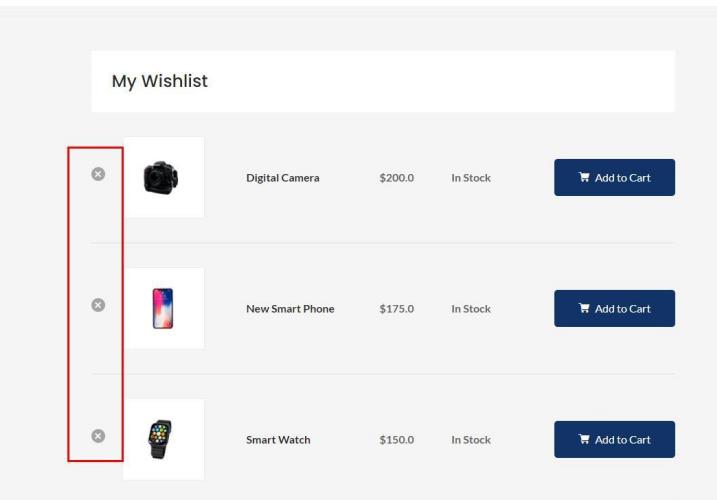 My Wishlist
Digital Camera $200.0 In Stock Add to Cart
New Smart Phone $175.0 In Stock Add to Cart
Smart Watch $150.0 In Stock Add to Cart